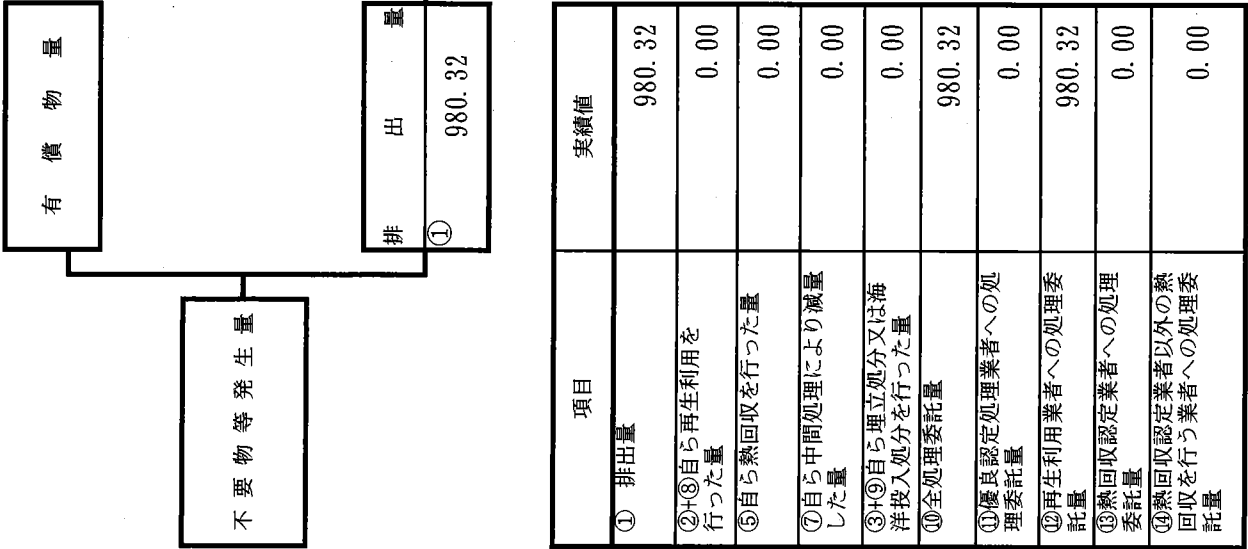 有償物量
不要物等発生量
排出量
① 980.32
項目 実績値
① 排出量 980.32
②+⑧自ら再生利用を
行った量 0.00
⑤自ら熱回収を行った量 0.00
⑦自ら中間処理により減量
した量 0.00
③+⑨自ら埋立処分又は海
洋投入処分を行った量 0.00
⑩全処理委託量 980.32
⑪優良認定処理業者への処
理委託量 0.00
⑫再生利用業者への処理委
託量 980.32
⑬熱回収認定業者への処理
委託量 0.00
⑭熱回収認定業者以外の熱
回収を行う業者への処理委
託量 0.00